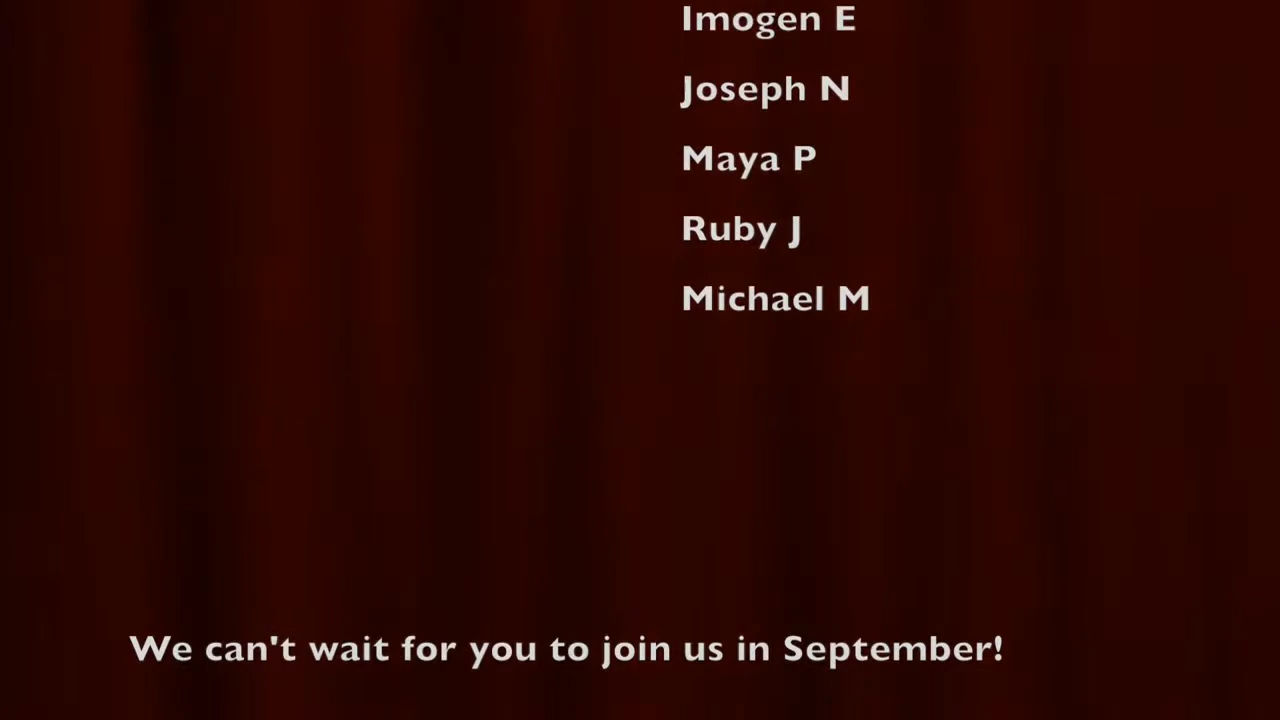 Imogen E
Joseph N
Maya P
Ruby J
Michael M
We can't wait for you to join us in September!